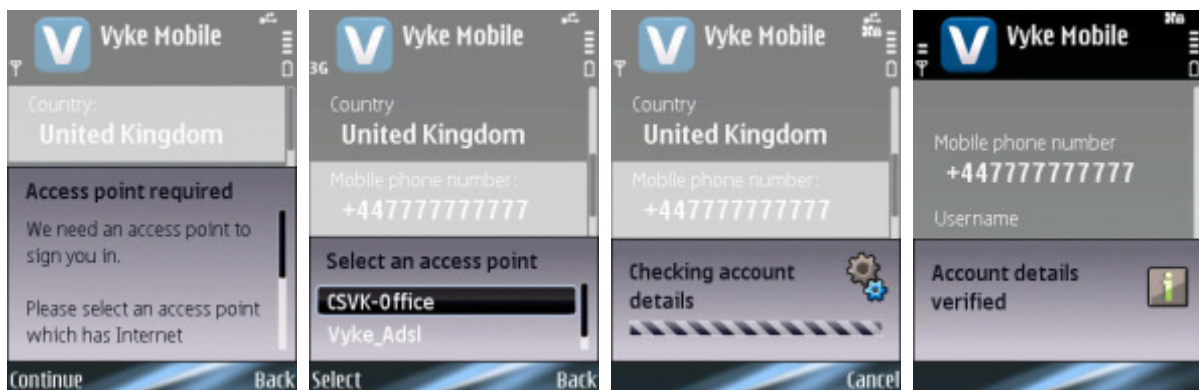 Vyke Mobile
Country:
United Kingdom
Access point required
We need an access point to
sign you in.
Please select an access point
which has Internet
Continue Back
Vyke Mobile
3G
Country
United Kingdom
Mobile phone number:
+447777777777
Select an access point
CSVK-Office
Vyke_Adsl
Select Back
Vyke Mobile
Country
United Kingdom
Mobile phone number:
+447777777777
Checking account
details
Cancel
Vyke Mobile
Mobile phone number
+447777777777
Username
Account details
verified